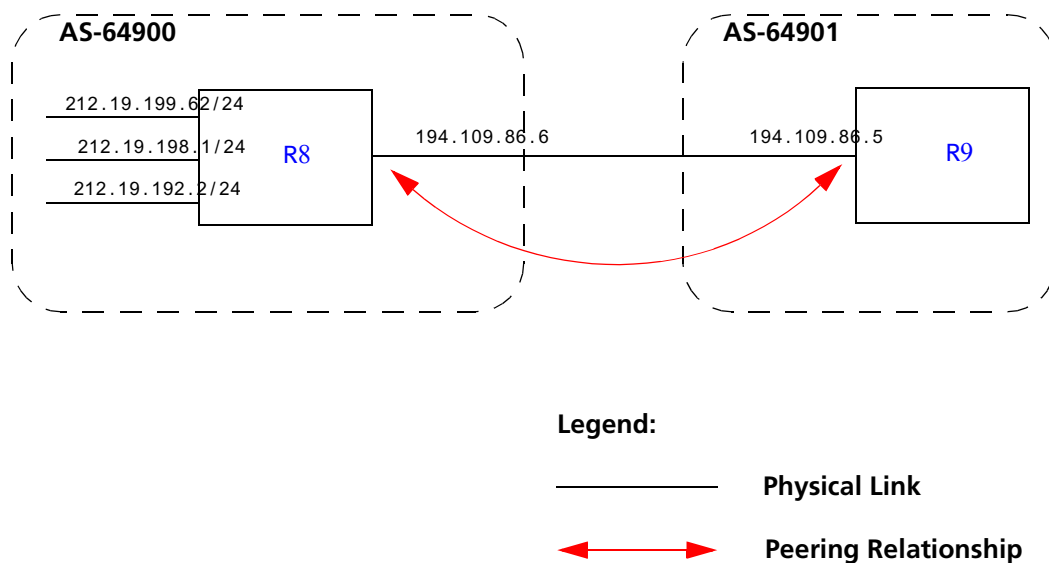 AS-64900
AS-64901
212.19.199.62/24
212.19.198.1/24
212.19.192.2/24
R8
194.109.86.6
194.109.86.5
R9
Legend:
Physical Link
Peering Relationship